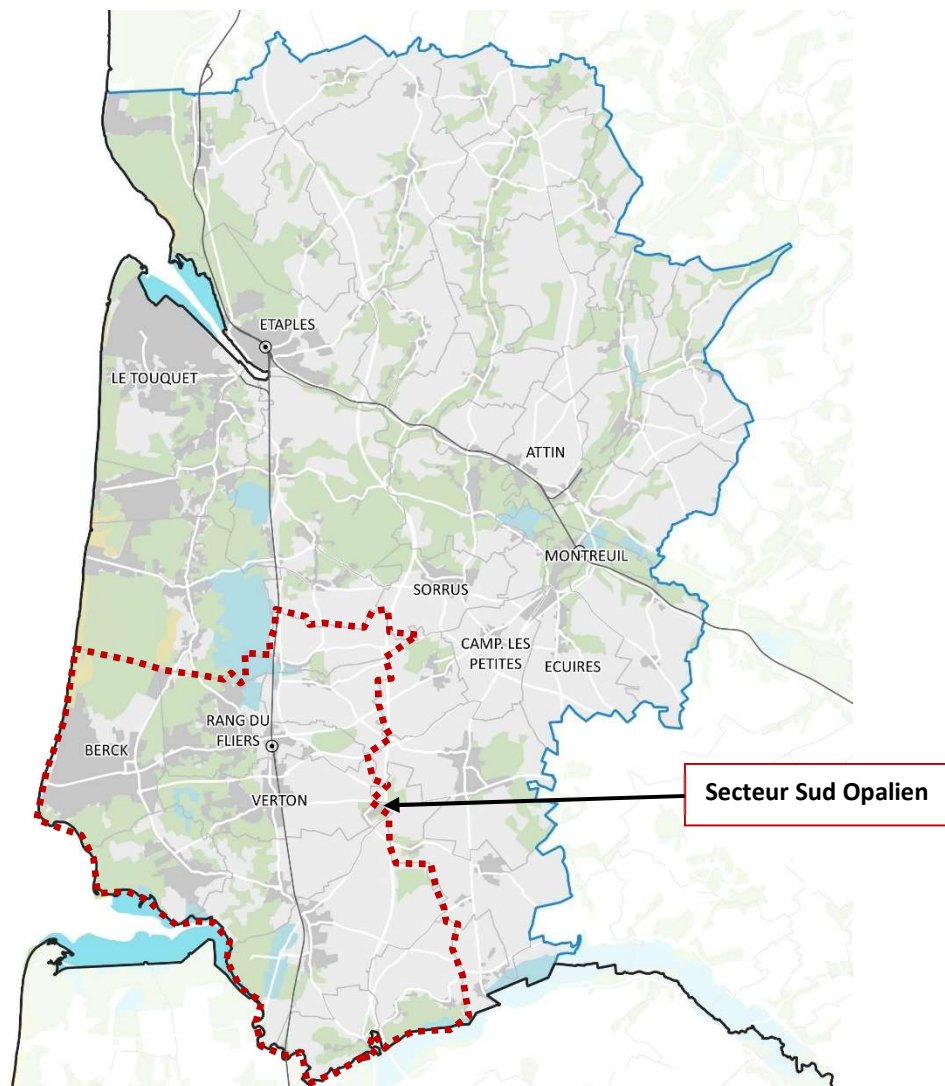 ETAPLES
LE TOUQUET
ATTIN
MONTREUIL
SORRUS
CAMP. LES
PETITES
ECUIRES
RANG DU
FLIERS
BERCK
VERTON
Secteur Sud Opalien